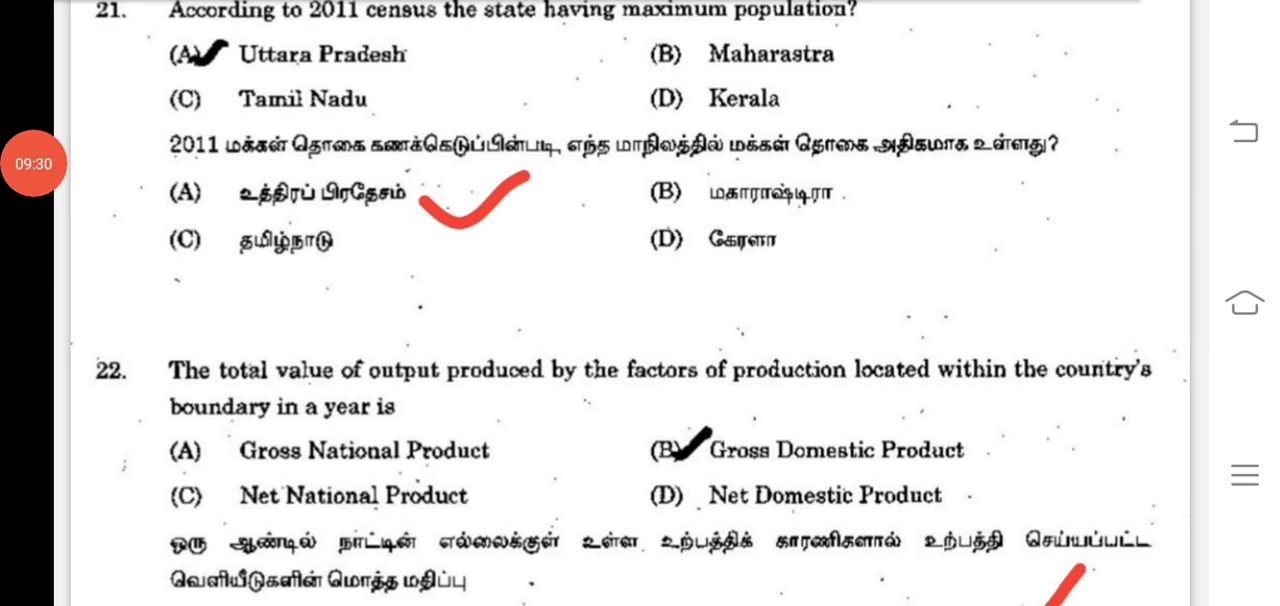 21. According to 2011 census the state having maximum population?
(A) Uttara Pradesh (B) Maharastra
(C) Tamil Nadu (D) Kerala
2011 மக்கள் தொகை கணக்கெடுப்பின்படி, எந்த மாநிலத்தில் மக்கள் தொகை அதிகமாக உள்ளது?
09:30
(A) உத்திரப் பிரதேசம் (B) மகாராஷ்டிரா
(C) தமிழ்நாடு (D) கேரளா
22. The total value of output produced by the factors of production located within the country's
boundary in a year is
(A) Gross National Product (B) Gross Domestic Product
(C) Net National Product (D) Net Domestic Product
ஒரு ஆண்டில் நாட்டின் எல்லைக்குள் உள்ள உற்பத்திக் காரணிகளால் உற்பத்தி செய்யப்பட்ட
வெளியீடுகளின் மொத்த மதிப்பு